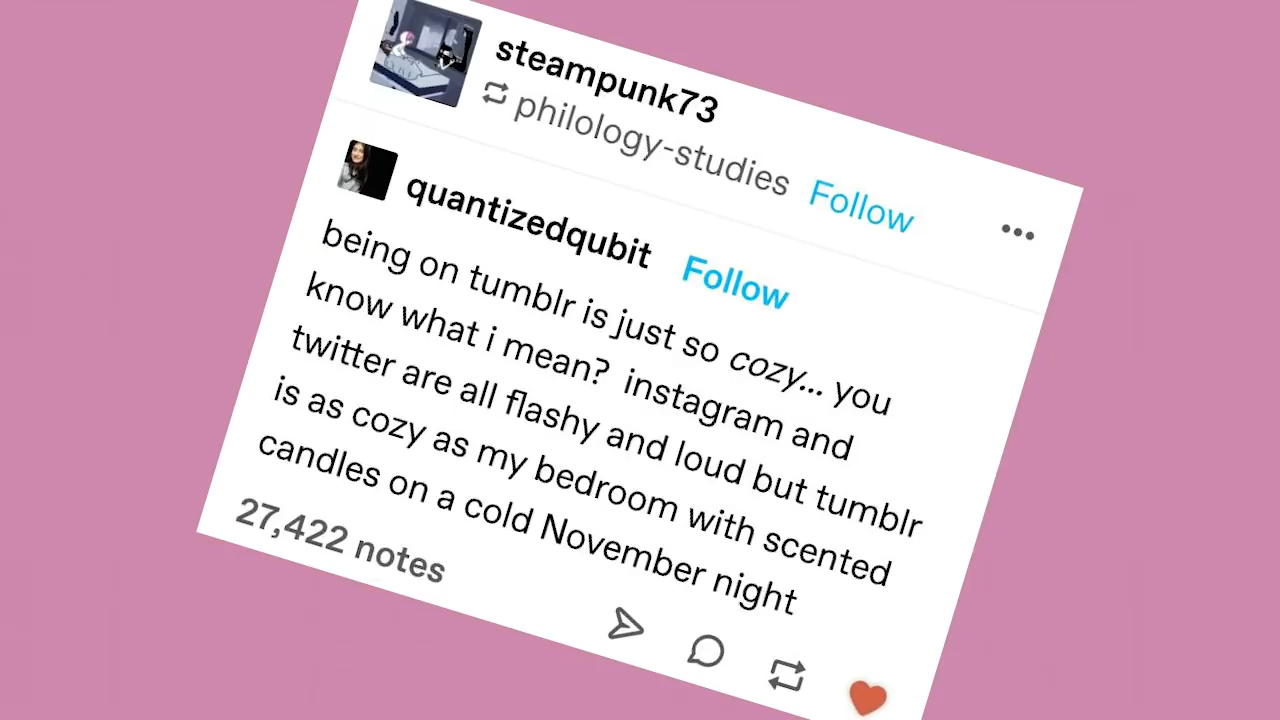 steampunk73
philology-studies Follow
quantizedqubit Follow
being on tumblr is just so cozy... you
know what i mean? instagram and
twitter are all flashy and loud but tumblr
is as cozy as my bedroom with scented
candles on a cold November night
27,422 notes